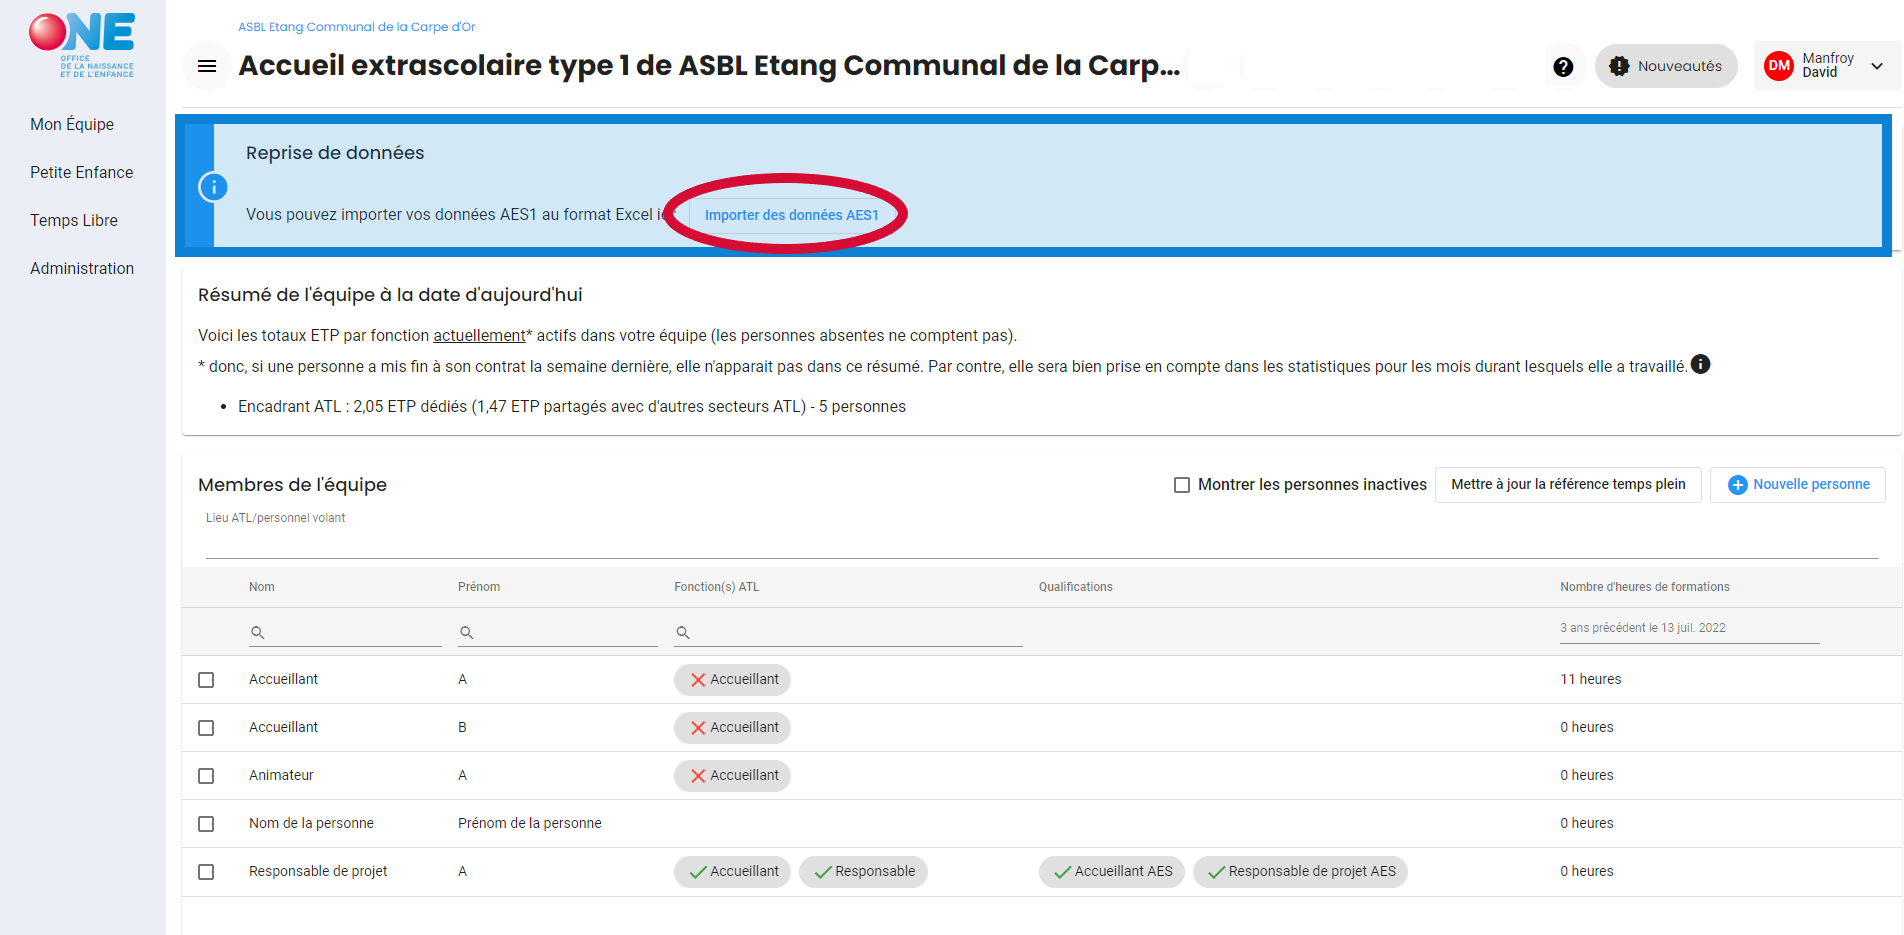 ONE
OFFICE
DE LA NAISSANCE
ET DE L'ENFANCE
Mon Équipe
Petite Enfance
Temps Libre
Administration
ASBL Etang Communal de la Carpe d'Or
Accueil extrascolaire type 1 de ASBL Etang Communal de la Carp...
Nouveautés
DM
Manfroy
David
Reprise de données
Vous pouvez importer vos données AES1 au format Excel
Importer des données AES1
Résumé de l'équipe à la date d'aujourd'hui
Voici les totaux ETP par fonction actuellement* actifs dans votre équipe (les personnes absentes ne comptent pas).
* donc, si une personne a mis fin à son contrat la semaine dernière, elle n'apparait pas dans ce résumé. Par contre, elle sera bien prise en compte dans les statistiques pour les mois durant lesquels elle a travaillé.
• Encadrant ATL : 2,05 ETP dédiés (1,47 ETP partagés avec d'autres secteurs ATL) - 5 personnes
Membres de l'équipe
Montrer les personnes inactives
Mettre à jour la référence temps plein
Nouvelle personne
Lieu ATL/personnel volant
Nom Prénom Fonction(s) ATL Qualifications Nombre d'heures de formations
3 ans précédent le 13 juil. 2022
Accueillant A Accueillant 11 heures
Accueillant B Accueillant 0 heures
Animateur A Accueillant 0 heures
Nom de la personne Prénom de la personne 0 heures
Responsable de projet A Accueillant Responsable Accueillant AES Responsable de projet AES 0 heures